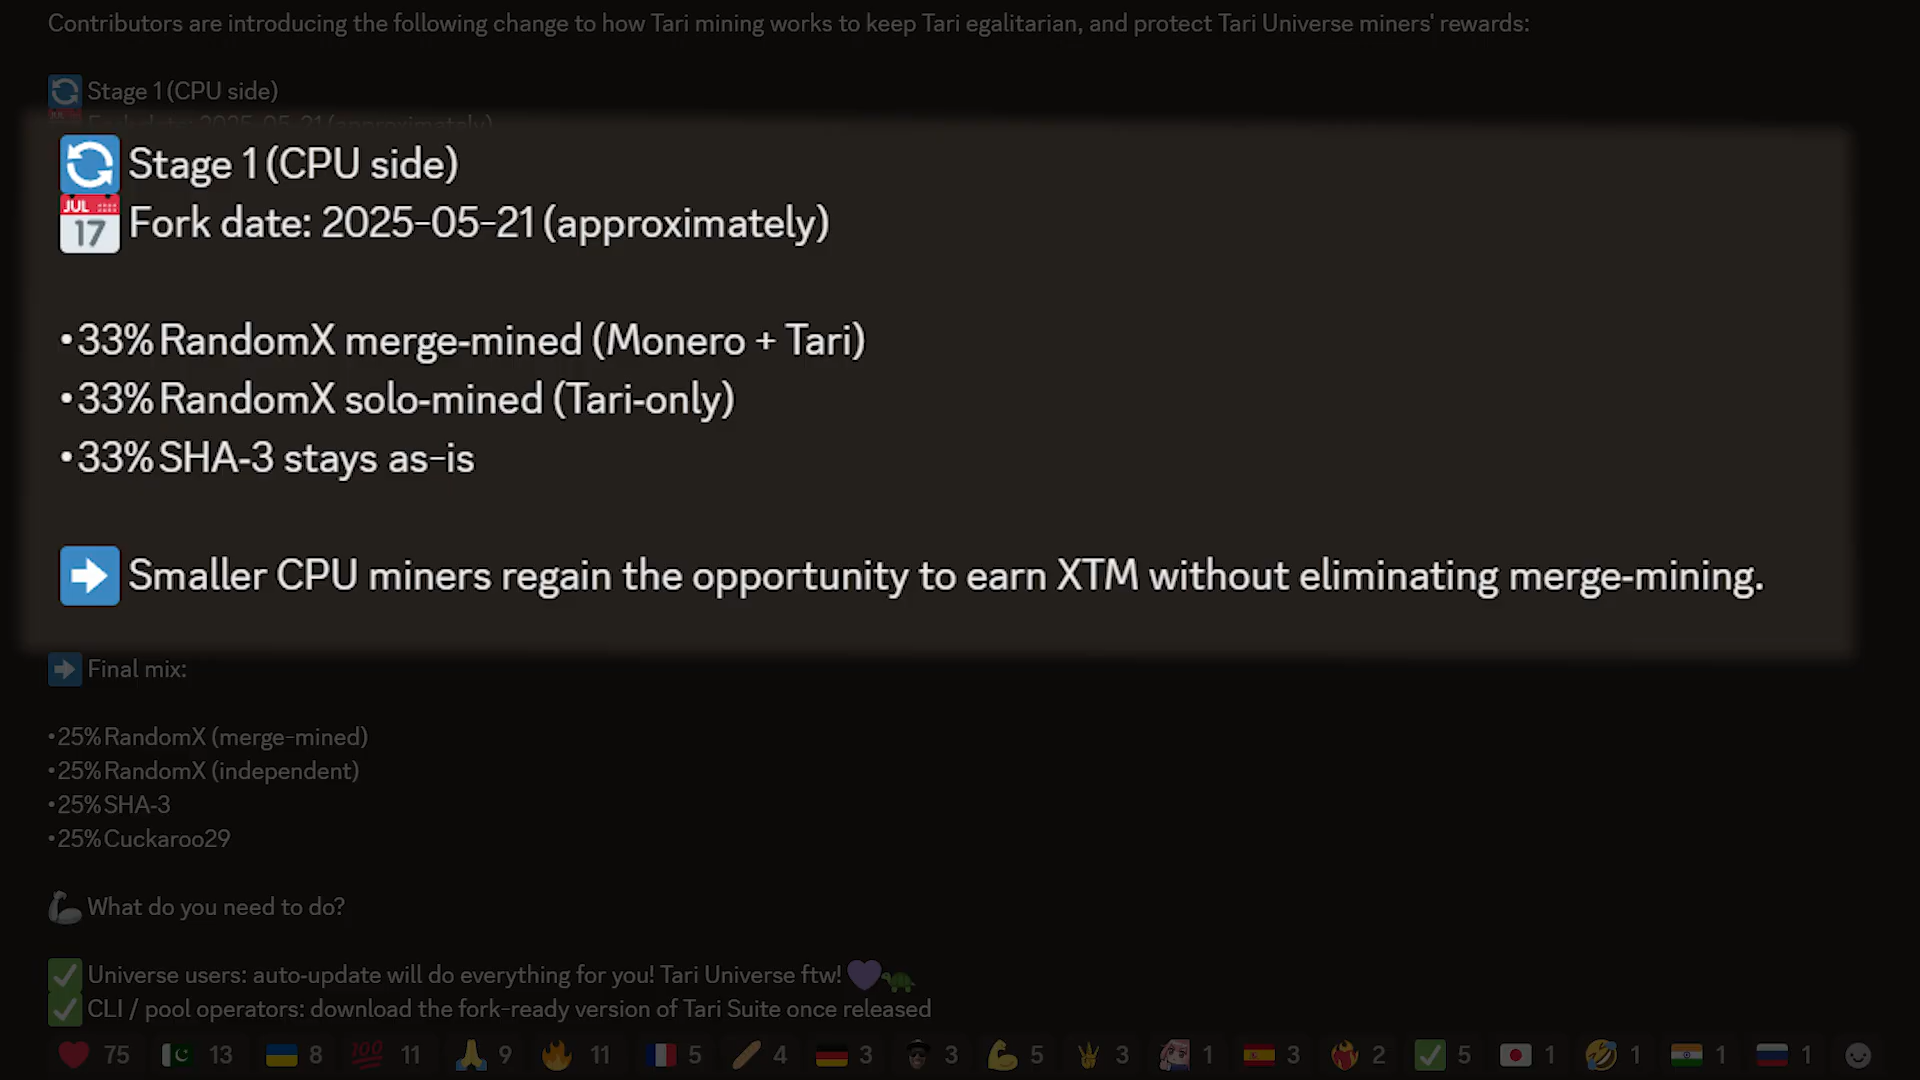 Contributors are introducing the following change to how Tari mining works to keep Tari egalitarian, and protect Tari Universe miners' rewards:
Stage 1 (CPU side)
Fork date: 2025-05-21 (approximately)
Stage 1 (CPU side)
JUL 17 Fork date: 2025-05-21 (approximately)
•33% RandomX merge-mined (Monero + Tari)
•33% RandomX solo-mined (Tari-only)
•33% SHA-3 stays as-is
Smaller CPU miners regain the opportunity to earn XTM without eliminating merge-mining.
Final mix:
•25% RandomX (merge-mined)
•25% RandomX (independent)
•25% SHA-3
•25% Cuckaroo29
What do you need to do?
Universe users: auto-update will do everything for you! Tari Universe ftw!
CLI / pool operators: download the fork-ready version of Tari Suite once released
75 13 8 100 11 9 11 5 4 3 3 5 3 1 3 2 5 1 1 1 1